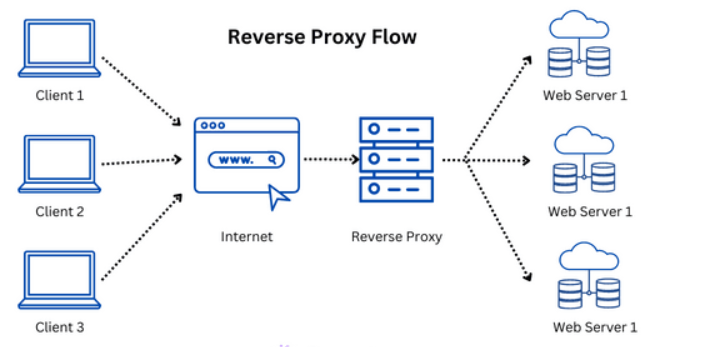 Reverse Proxy Flow
Client 1
Web Server 1
www.
Client 2
Web Server 1
Internet
Reverse Proxy
Client 3
Web Server 1